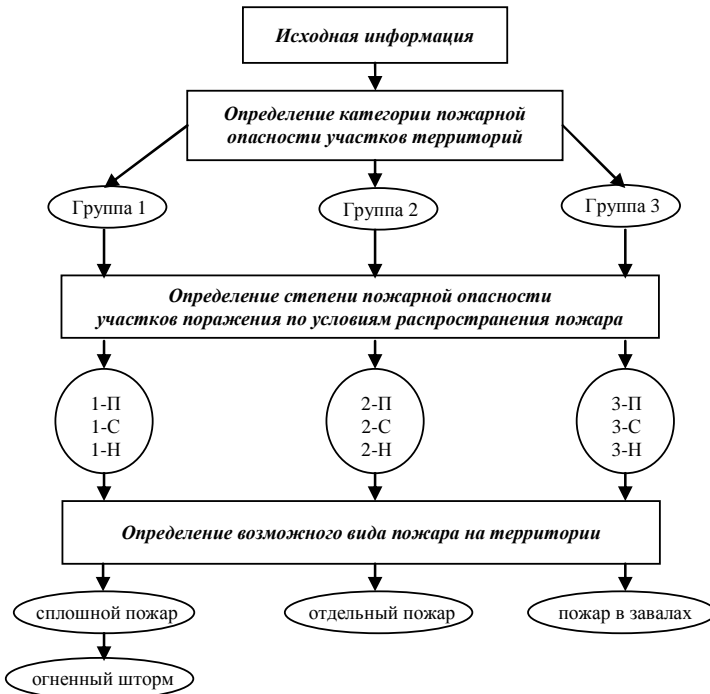 Исходная информация
Определение категории пожарной
опасности участков территорий
Группа 1
Группа 2
Группа 3
Определение степени пожарной опасности
участков поражения по условиям распространения пожара
1-П
1-С
1-Н
2-П
2-С
2-Н
3-П
3-С
3-Н
Определение возможного вида пожара на территории
сплошной пожар
отдельный пожар
пожар в завалах
огненный шторм